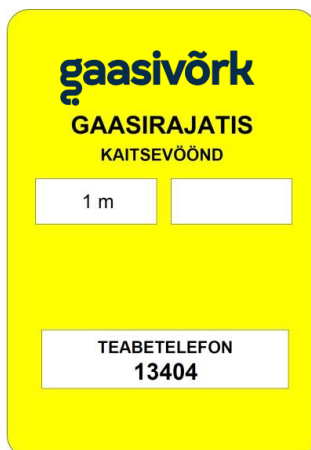 gaasivõrk
GAASIRAJATIS
KAITSEVÖÖND
1 m
TEABETELEFON
13404